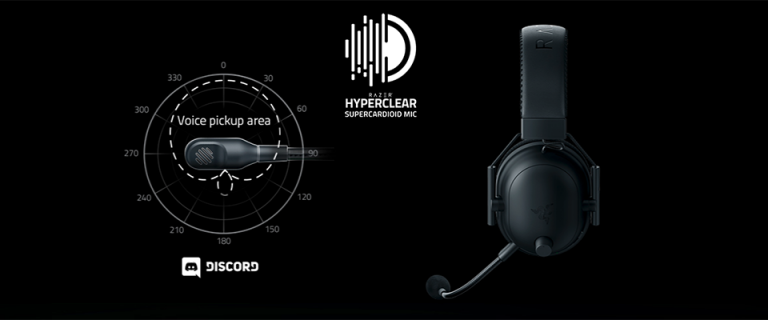 RAZER
HYPERCLEAR
SUPERCARDIOID MIC
0
30
60
90
120
150
180
210
240
270
300
330
Voice pickup area
DISCORD